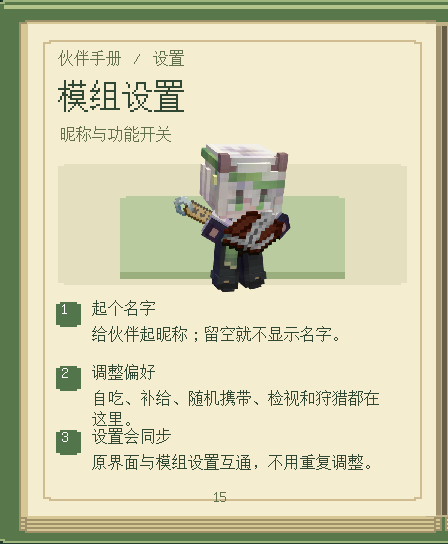 伙伴手册 / 设置
模组设置
昵称与功能开关
1 起个名字
给伙伴起昵称；留空就不显示名字。
2 调整偏好
自吃、补给、随机携带、检视和狩猎都在
这里。
3 设置会同步
原界面与模组设置互通，不用重复调整。
15